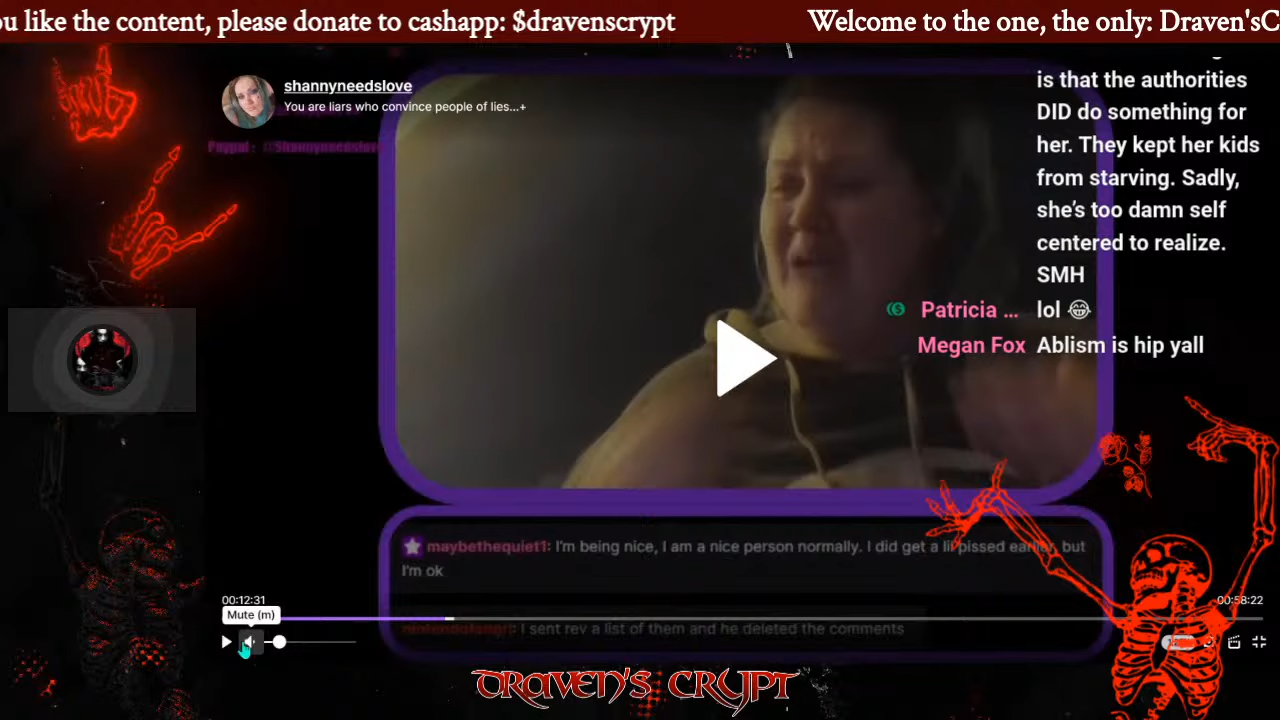 ou like the content, please donate to cashapp: $dravenscrypt
Welcome to the one, the only: Draven'sC
shannyneedslove
You are liars who convince people of lies...+
Paypal: @Shannyneedslove
is that the authorities
DID do something for
her. They kept her kids
from starving. Sadly,
she's too damn self
centered to realize.
SMH
Patricia ... lol 😂
Megan Fox Ablism is hip yall
maybethequiet1: I'm being nice, I am a nice person normally. I did get a lil pissed earlier, but
I'm ok
00:12:31
00:58:22
Mute (m)
I sent rev a list of them and he deleted the comments
DRAVEN'S CRYPT